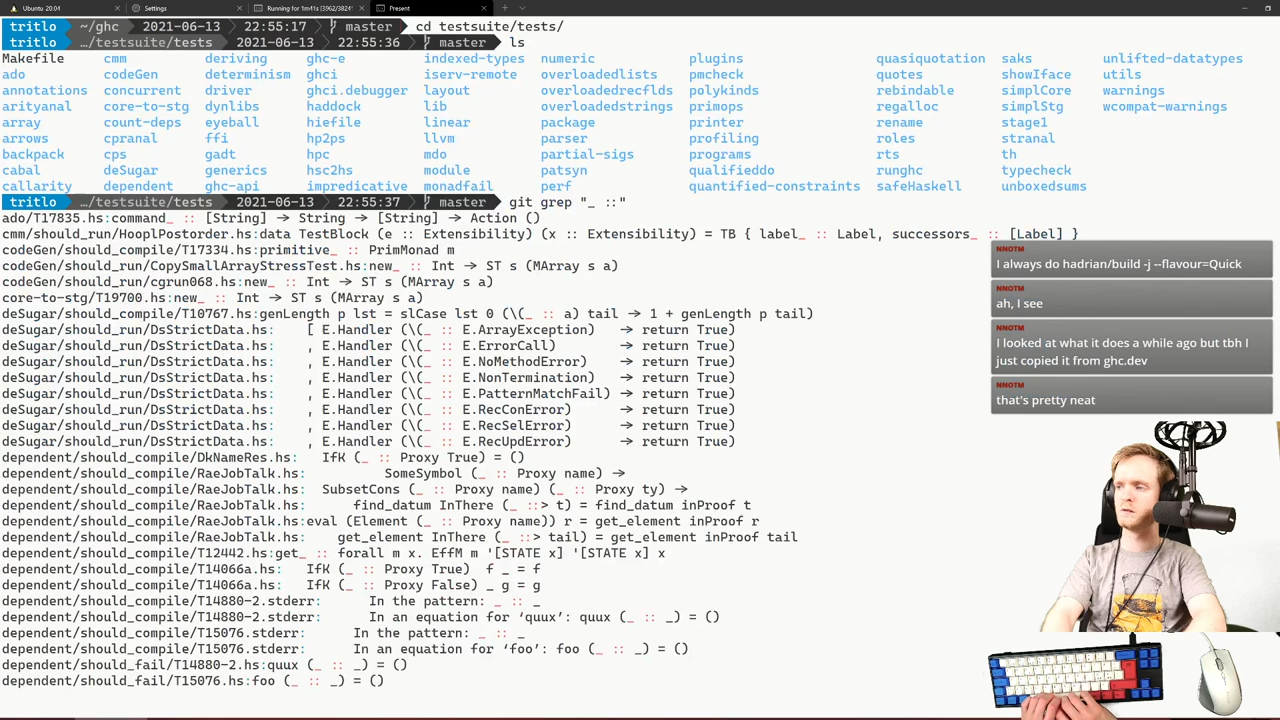 Ubuntu 20.04
Settings
Running for 1m41s [3962/3824?
Present
tritlo ~/ghc 2021-06-13 22:55:17 master cd testsuite/tests/
tritlo …/testsuite/tests 2021-06-13 22:55:36 master ls
Makefile cmm deriving ghc-e indexed-types numeric plugins quasiquotation saks unlifted-datatypes
ado codeGen determinism ghci iserv-remote overloadedlists pmcheck quotes showIface utils
annotations concurrent driver ghci.debugger layout overloadedrecflds polykinds rebindable simplCore warnings
arityanal core-to-stg dynlibs haddock lib overloadedstrings primops regalloc simplStg wcompat-warnings
array count-deps eyeball hiefile linear package printer rename stage1
arrows cpranal ffi hp2ps llvm parser profiling roles stranal
backpack cps gadt hpc mdo partial-sigs programs rts th
cabal deSugar generics hsc2hs module patsyn qualifieddo runghc typecheck
callarity dependent ghc-api impredicative monadfail perf quantified-constraints safeHaskell unboxedsums
tritlo …/testsuite/tests 2021-06-13 22:55:37 master git grep "_ ::"
ado/T17835.hs:command_ :: [String] → String → [String] → Action ()
cmm/should_run/HooplPostorder.hs:data TestBlock (e :: Extensibility) (x :: Extensibility) = TB { label_ :: Label, successors_ :: [Label] }
codeGen/should_compile/T17334.hs:primitive_ :: PrimMonad m
codeGen/should_run/CopySmallArrayStressTest.hs:new_ :: Int → ST s (MArray s a)
codeGen/should_run/cgrun068.hs:new_ :: Int → ST s (MArray s a)
core-to-stg/T19700.hs:new_ :: Int → ST s (MArray s a)
deSugar/should_compile/T10767.hs:genLength p lst = slCase lst 0 (\(_ :: a) tail → 1 + genLength p tail)
deSugar/should_run/DsStrictData.hs: [ E.Handler (\(_ :: E.ArrayException) → return True)
deSugar/should_run/DsStrictData.hs: , E.Handler (\(_ :: E.ErrorCall) → return True)
deSugar/should_run/DsStrictData.hs: , E.Handler (\(_ :: E.NoMethodError) → return True)
deSugar/should_run/DsStrictData.hs: , E.Handler (\(_ :: E.NonTermination) → return True)
deSugar/should_run/DsStrictData.hs: , E.Handler (\(_ :: E.PatternMatchFail) → return True)
deSugar/should_run/DsStrictData.hs: , E.Handler (\(_ :: E.RecConError) → return True)
deSugar/should_run/DsStrictData.hs: , E.Handler (\(_ :: E.RecSelError) → return True)
deSugar/should_run/DsStrictData.hs: , E.Handler (\(_ :: E.RecUpdError) → return True)
dependent/should_compile/DkNameRes.hs: IfK (_ :: Proxy True) = ()
dependent/should_compile/RaeJobTalk.hs: SomeSymbol (_ :: Proxy name) →
dependent/should_compile/RaeJobTalk.hs: SubsetCons (_ :: Proxy name) (_ :: Proxy ty) →
dependent/should_compile/RaeJobTalk.hs: find_datum InThere (_ ::> t) = find_datum inProof t
dependent/should_compile/RaeJobTalk.hs:eval (Element (_ :: Proxy name)) r = get_element inProof r
dependent/should_compile/RaeJobTalk.hs: get_element InThere (_ ::> tail) = get_element inProof tail
dependent/should_compile/T12442.hs:get_ :: forall m x. EffM m '[STATE x] '[STATE x] x
dependent/should_compile/T14066a.hs: IfK (_ :: Proxy True) f _ = f
dependent/should_compile/T14066a.hs: IfK (_ :: Proxy False) _ g = g
dependent/should_compile/T14880-2.stderr: In the pattern: _ :: _
dependent/should_compile/T14880-2.stderr: In an equation for ‘quux’: quux (_ :: _) = ()
dependent/should_compile/T15076.stderr: In the pattern: _ :: _
dependent/should_compile/T15076.stderr: In an equation for ‘foo’: foo (_ :: _) = ()
dependent/should_fail/T14880-2.hs:quux (_ :: _) = ()
dependent/should_fail/T15076.hs:foo (_ :: _) = ()
NNOTM
I always do hadrian/build -j --flavour=Quick
NNOTM
ah, I see
NNOTM
I looked at what it does a while ago but tbh I
just copied it from ghc.dev
NNOTM
that's pretty neat